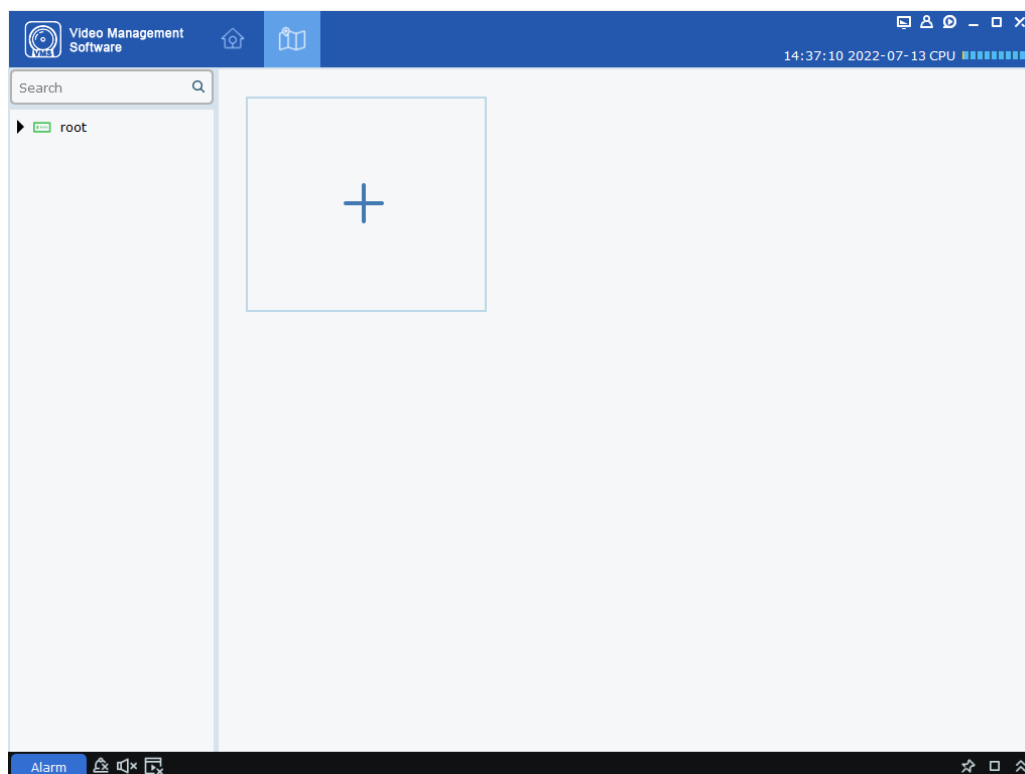 Video Management
Software
VMS
14:37:10 2022-07-13 CPU
Search
root
Alarm